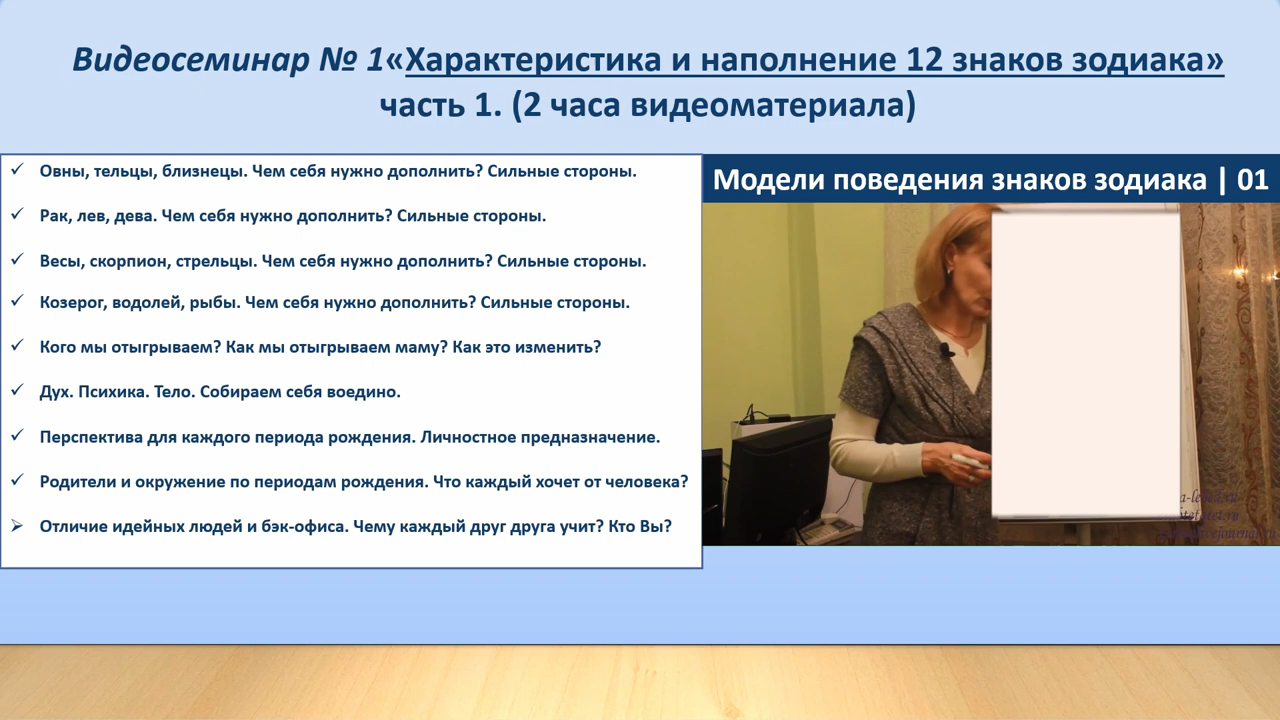 Видеосеминар № 1«Характеристика и наполнение 12 знаков зодиака»
часть 1. (2 часа видеоматериала)
Овны, тельцы, близнецы. Чем себя нужно дополнить? Сильные стороны.
Рак, лев, дева. Чем себя нужно дополнить? Сильные стороны.
Весы, скорпион, стрельцы. Чем себя нужно дополнить? Сильные стороны.
Козерог, водолей, рыбы. Чем себя нужно дополнить? Сильные стороны.
Кого мы отыгрываем? Как мы отыгрываем маму? Как это изменить?
Дух. Психика. Тело. Собираем себя воедино.
Перспектива для каждого периода рождения. Личностное предназначение.
Родители и окружение по периодам рождения. Что каждый хочет от человека?
Отличие идейных людей и бэк-офиса. Чему каждый друг друга учит? Кто Вы?
Модели поведения знаков зодиака | 01